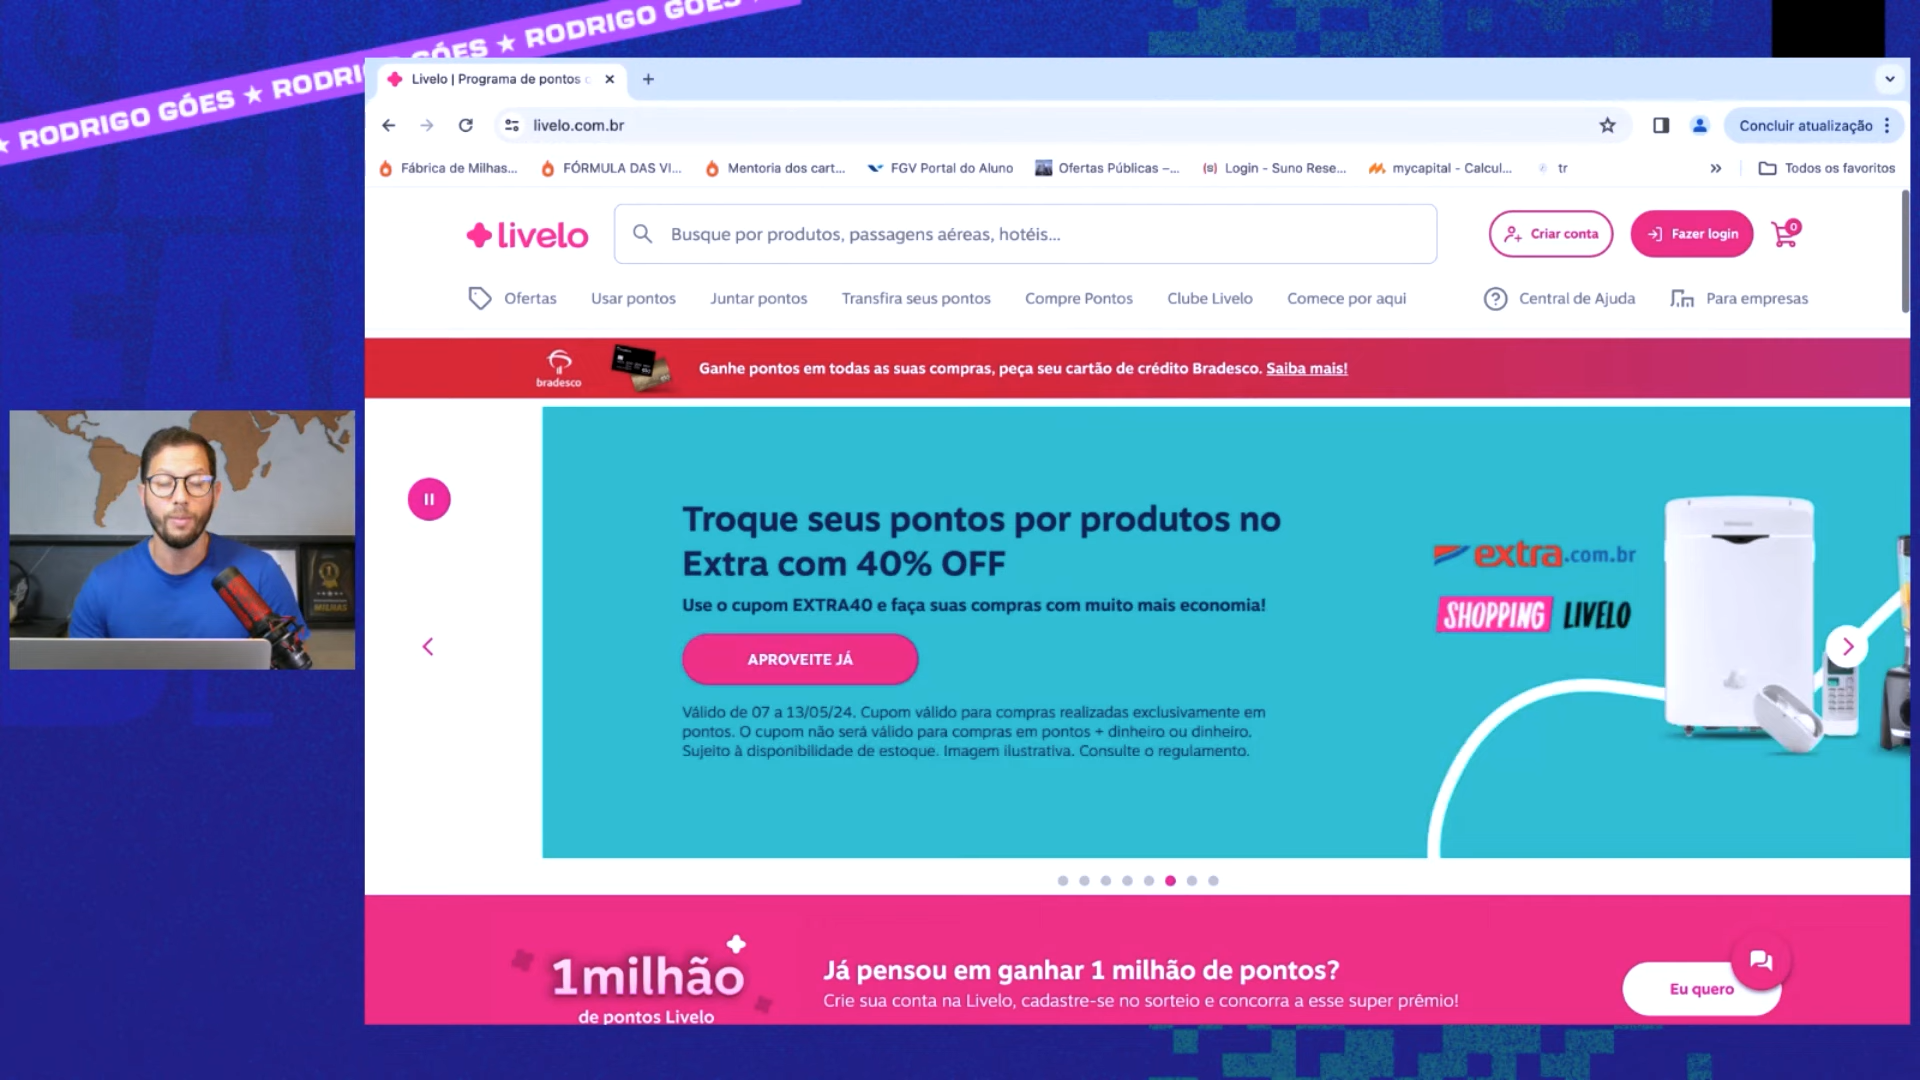 ★ RODRIGO GÓES ★ RODRIGO GÓES ★ RODRIGO GÓES
Livelo | Programa de pontos
livelo.com.br
Concluir atualização
Fábrica de Milhas...
FÓRMULA DAS VI...
Mentoria dos cart...
FGV Portal do Aluno
Ofertas Públicas –...
Login - Suno Rese...
mycapital - Calcul...
tr
Todos os favoritos
livelo
Busque por produtos, passagens aéreas, hotéis...
Criar conta
Fazer login
0
Ofertas
Usar pontos
Juntar pontos
Transfira seus pontos
Compre Pontos
Clube Livelo
Comece por aqui
Central de Ajuda
Para empresas
bradesco
Ganhe pontos em todas as suas compras, peça seu cartão de crédito Bradesco. Saiba mais!
Troque seus pontos por produtos no
Extra com 40% OFF
Use o cupom EXTRA40 e faça suas compras com muito mais economia!
APROVEITE JÁ
Válido de 07 a 13/05/24. Cupom válido para compras realizadas exclusivamente em
pontos. O cupom não será válido para compras em pontos + dinheiro ou dinheiro.
Sujeito à disponibilidade de estoque. Imagem ilustrativa. Consulte o regulamento.
extra.com.br
SHOPPING LIVELO
MILHAS
1milhão
de pontos Livelo
Já pensou em ganhar 1 milhão de pontos?
Crie sua conta na Livelo, cadastre-se no sorteio e concorra a esse super prêmio!
Eu quero